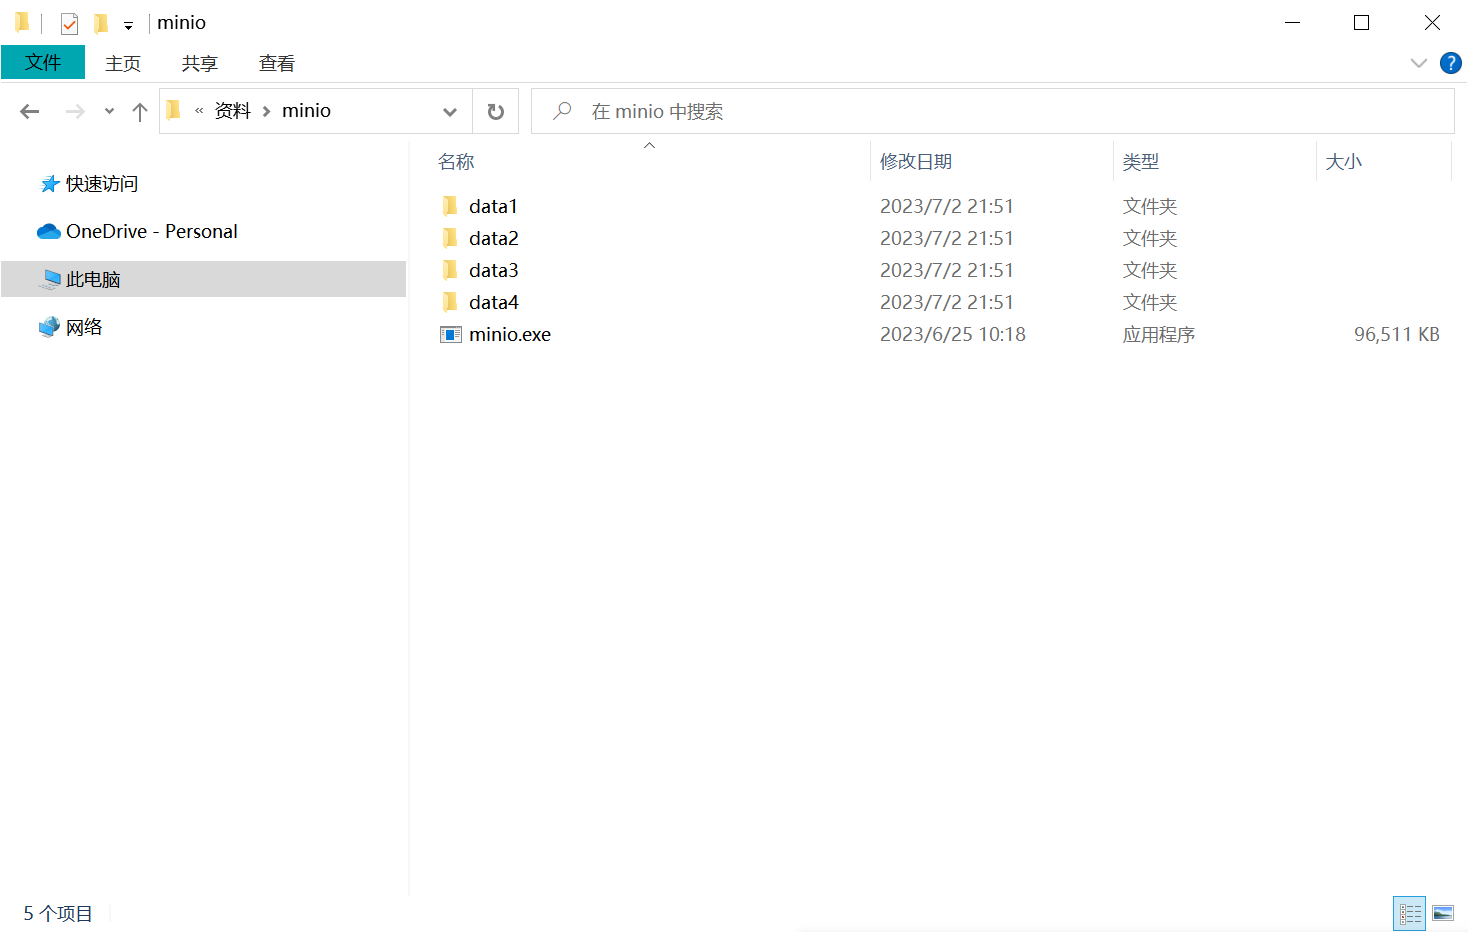 minio
文件 主页 共享 查看
« 资料 > minio 在 minio 中搜索
名称 修改日期 类型 大小
快速访问
OneDrive - Personal
此电脑
网络
data1 2023/7/2 21:51 文件夹
data2 2023/7/2 21:51 文件夹
data3 2023/7/2 21:51 文件夹
data4 2023/7/2 21:51 文件夹
minio.exe 2023/6/25 10:18 应用程序 96,511 KB
5 个项目